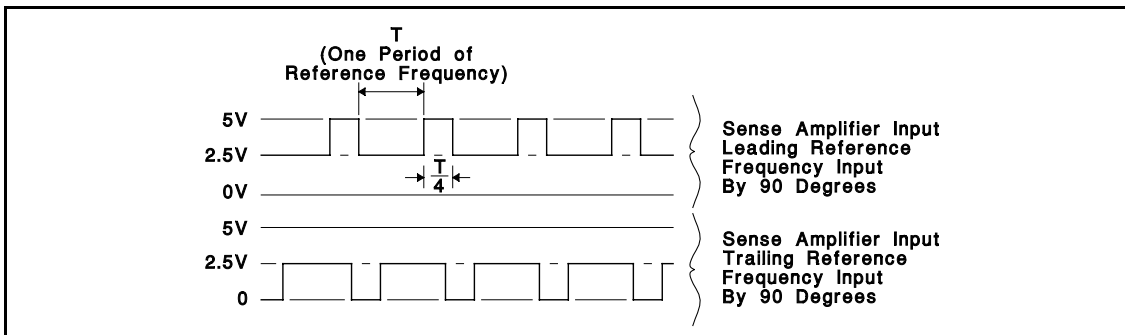 T
(One Period of
Reference Frequency)
5V
2.5V
0V
T
4
Sense Amplifier Input
Leading Reference
Frequency Input
By 90 Degrees
5V
2.5V
0
Sense Amplifier Input
Trailing Reference
Frequency Input
By 90 Degrees